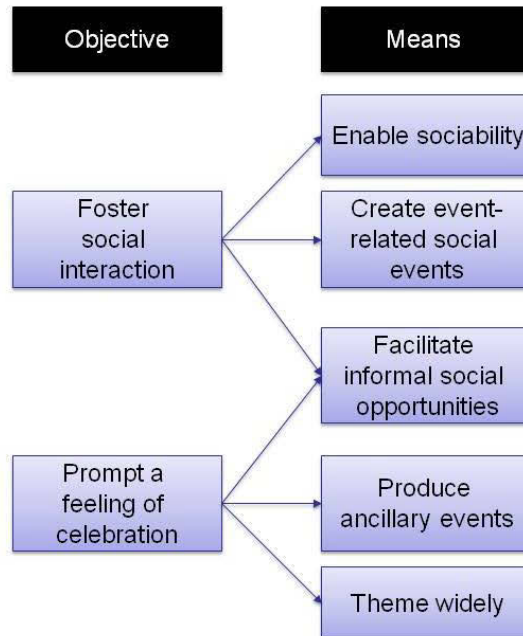 Objective
Means
Enable sociability
Foster
social
interaction
Create event-
related social
events
Facilitate
informal social
opportunities
Prompt a
feeling of
celebration
Produce
ancillary events
Theme widely